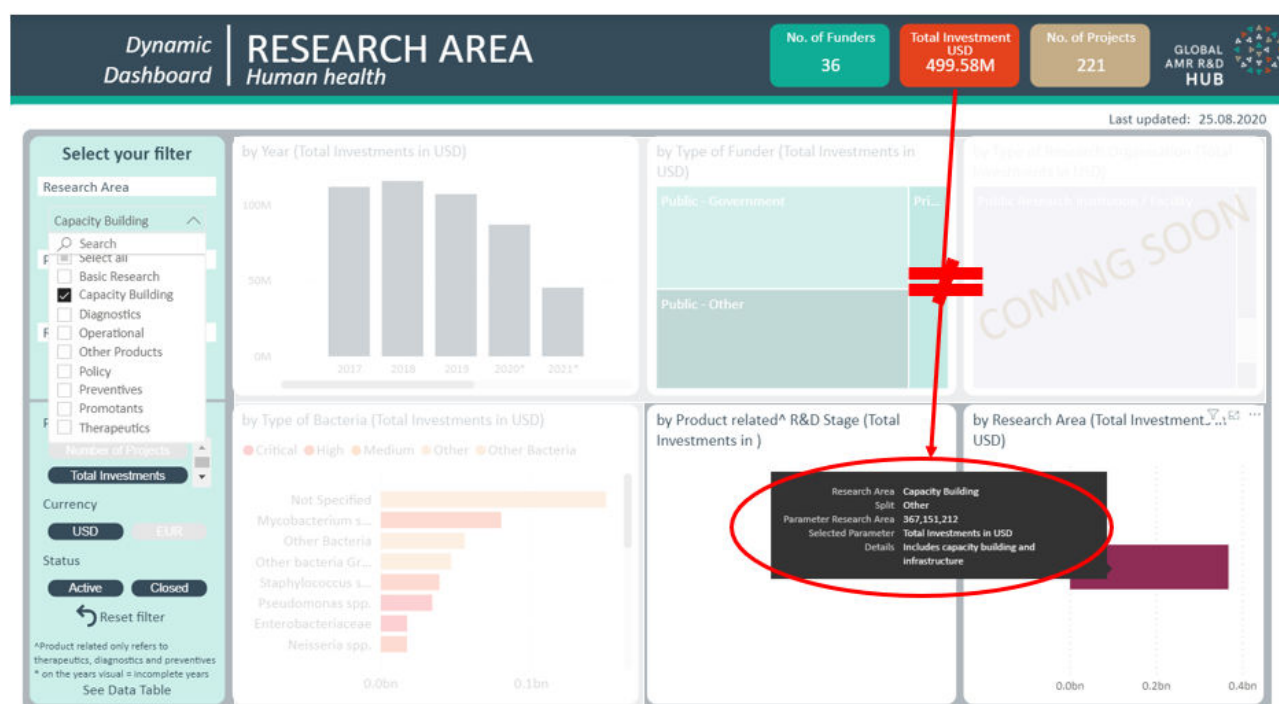 Dynamic
Dashboard
RESEARCH AREA
Human health
No. of Funders
36
Total Investment
USD
499.58M
No. of Projects
221
GLOBAL
AMR R&D
HUB
Last updated: 25.08.2020
Select your filter
Research Area
Capacity Building
Search
Select all
Basic Research
Capacity Building
Diagnostics
Operational
Other Products
Policy
Preventives
Promotants
Therapeutics
Number of Projects
Total Investments
Currency
USD
EUR
Status
Active
Closed
Reset filter
^Product related only refers to
therapeutics, diagnostics and preventives
* on the years visual = incomplete years
See Data Table
by Year (Total Investments in USD)
100M
50M
0M
2017
2018
2019
2020*
2021*
by Type of Funder (Total Investments in
USD)
Public - Government
Pri...
Public - Other
by Type of Research Organisation (Total
Investments in USD)
COMING SOON
by Type of Bacteria (Total Investments in USD)
Critical
High
Medium
Other
Other Bacteria
Not Specified
Mycobacterium s...
Other Bacteria
Other bacteria Gr...
Staphylococcus s...
Pseudomonas spp.
Enterobacteriaceae
Neisseria spp.
0.0bn
0.1bn
by Product related^ R&D Stage (Total
Investments in )
by Research Area (Total Investment...
USD)
Research Area Capacity Building
Split Other
Parameter Research Area 367,151,212
Selected Parameter Total Investments in USD
Details Includes capacity building and
infrastructure
0.0bn
0.2bn
0.4bn